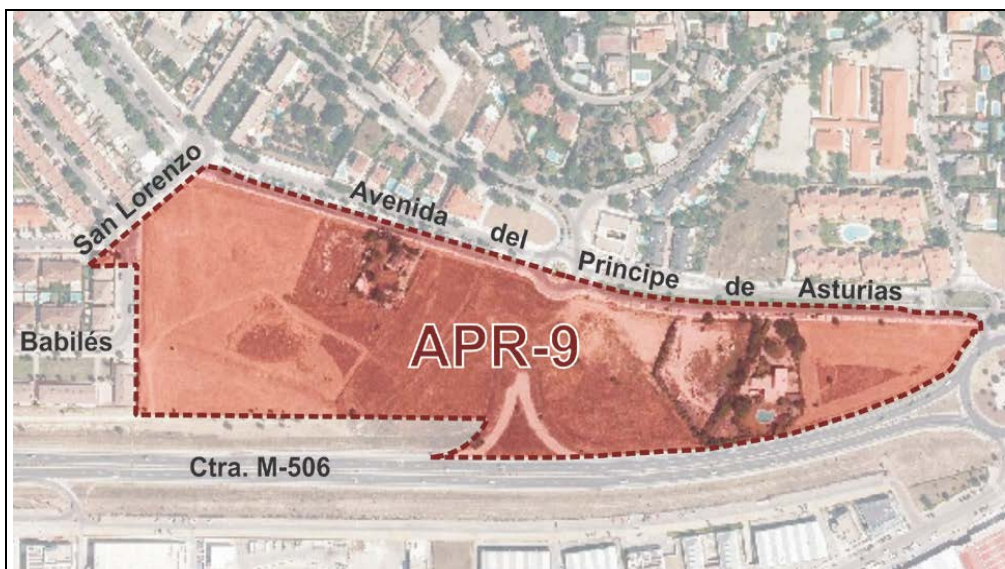 San Lorenzo
Avenida del Principe de Asturias
Babilés
APR-9
Ctra. M-506